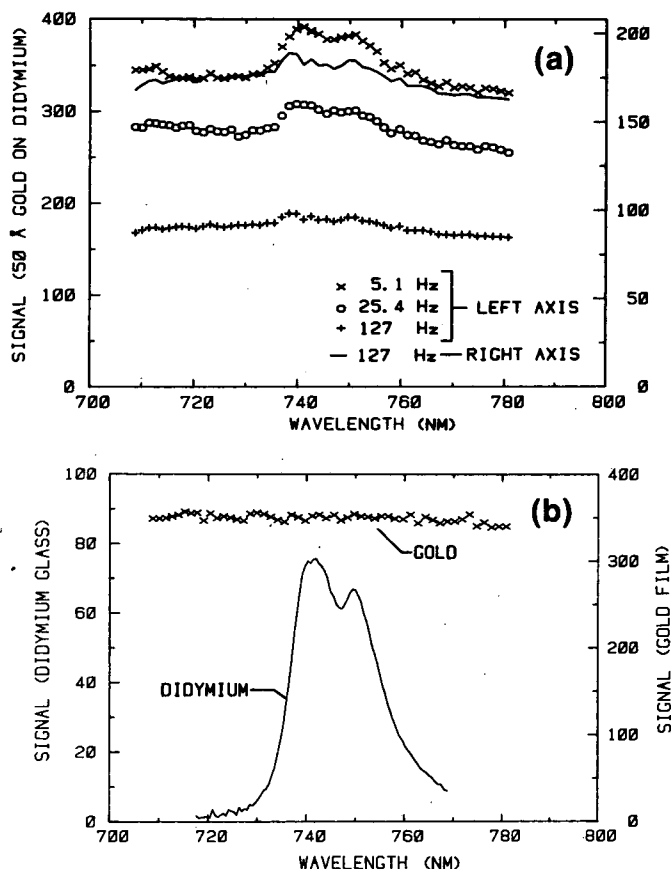 (a)
SIGNAL (50 Å GOLD ON DIDYMIUM)
400
300
200
100
0
200
150
100
50
0
× 5.1 Hz
o 25.4 Hz
+ 127 Hz
LEFT AXIS
— 127 Hz — RIGHT AXIS
700 720 740 760 780 800
WAVELENGTH (NM)
(b)
SIGNAL (DIDYMIUM GLASS)
100
80
60
40
20
0
400
300
200
100
0
SIGNAL (GOLD FILM)
GOLD
DIDYMIUM
700 720 740 760 780 800
WAVELENGTH (NM)